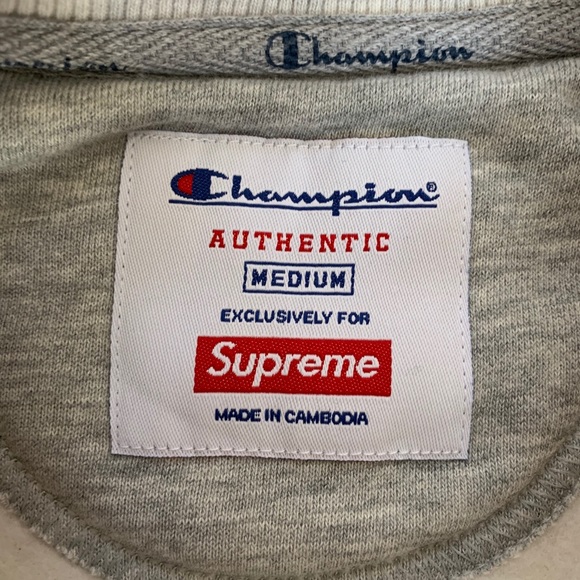 Champion
Champion®
AUTHENTIC
MEDIUM
EXCLUSIVELY FOR
Supreme
MADE IN CAMBODIA